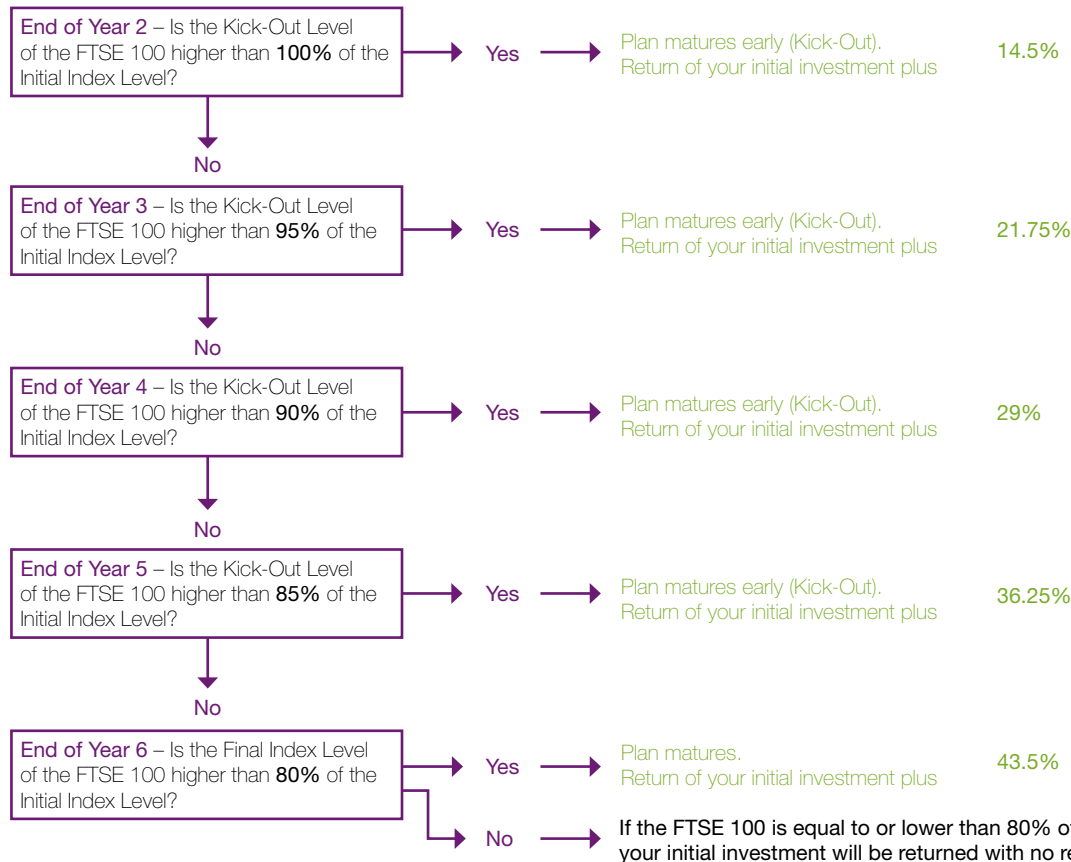 End of Year 2 – Is the Kick-Out Level
of the FTSE 100 higher than 100% of the
Initial Index Level?
Yes
Plan matures early (Kick-Out).
Return of your initial investment plus
14.5%
No
End of Year 3 – Is the Kick-Out Level
of the FTSE 100 higher than 95% of the
Initial Index Level?
Yes
Plan matures early (Kick-Out).
Return of your initial investment plus
21.75%
No
End of Year 4 – Is the Kick-Out Level
of the FTSE 100 higher than 90% of the
Initial Index Level?
Yes
Plan matures early (Kick-Out).
Return of your initial investment plus
29%
No
End of Year 5 – Is the Kick-Out Level
of the FTSE 100 higher than 85% of the
Initial Index Level?
Yes
Plan matures early (Kick-Out).
Return of your initial investment plus
36.25%
No
End of Year 6 – Is the Final Index Level
of the FTSE 100 higher than 80% of the
Initial Index Level?
Yes
Plan matures.
Return of your initial investment plus
43.5%
No
If the FTSE 100 is equal to or lower than 80%
your initial investment will be returned with no